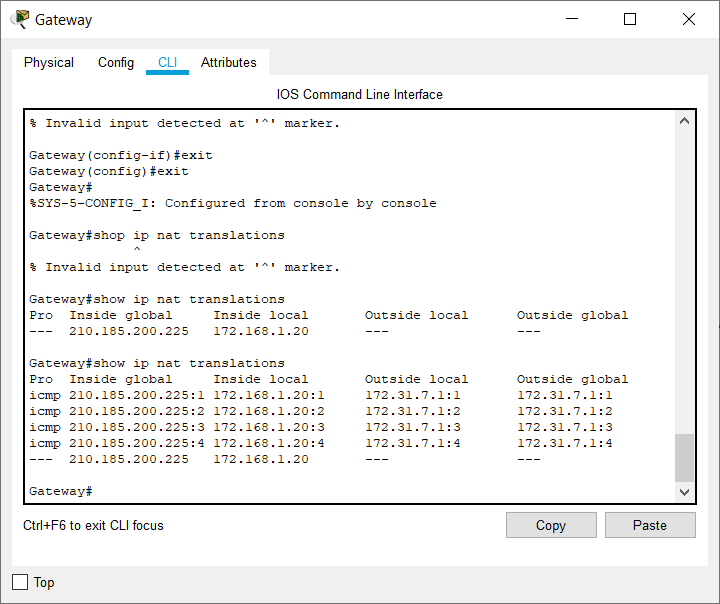 Gateway
Physical Config CLI Attributes
IOS Command Line Interface
% Invalid input detected at '^' marker.
Gateway(config-if)#exit
Gateway(config)#exit
Gateway#
%SYS-5-CONFIG_I: Configured from console by console
Gateway#shop ip nat translations
^
% Invalid input detected at '^' marker.
Gateway#show ip nat translations
Pro Inside global Inside local Outside local Outside global
--- 210.185.200.225 172.168.1.20 --- ---
Gateway#show ip nat translations
Pro Inside global Inside local Outside local Outside global
icmp 210.185.200.225:1 172.168.1.20:1 172.31.7.1:1 172.31.7.1:1
icmp 210.185.200.225:2 172.168.1.20:2 172.31.7.1:2 172.31.7.1:2
icmp 210.185.200.225:3 172.168.1.20:3 172.31.7.1:3 172.31.7.1:3
icmp 210.185.200.225:4 172.168.1.20:4 172.31.7.1:4 172.31.7.1:4
--- 210.185.200.225 172.168.1.20 --- ---
Gateway#
Ctrl+F6 to exit CLI focus Copy Paste
Top